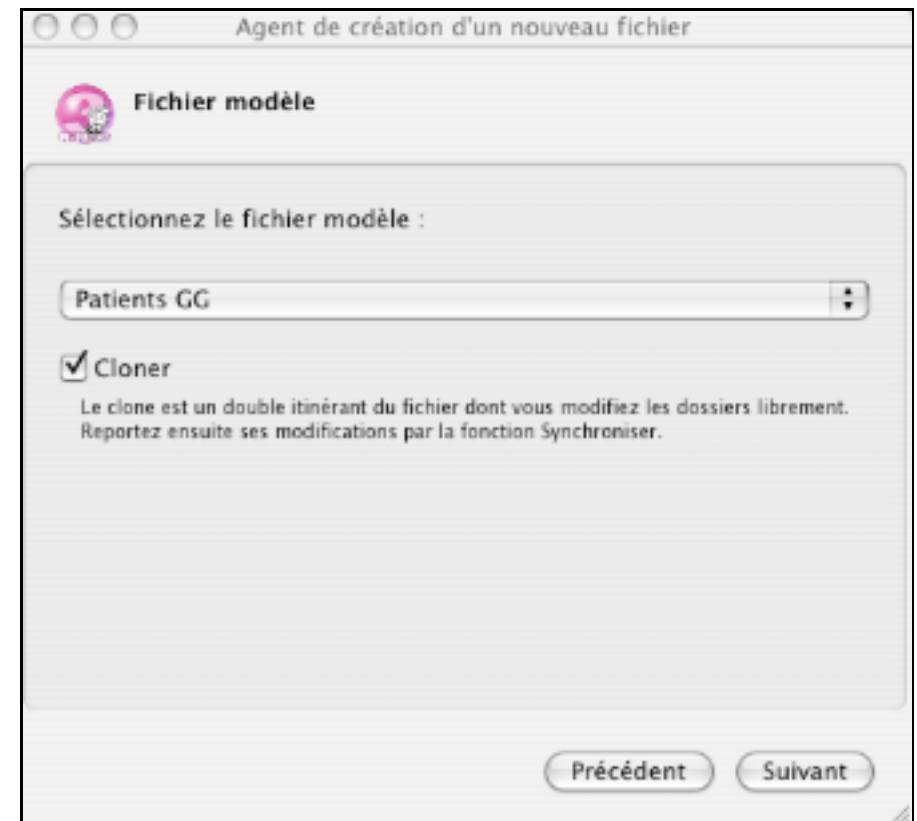 Agent de création d'un nouveau fichier
Fichier modèle
Sélectionnez le fichier modèle :
Patients GG
Cloner
Le clone est un double itinérant du fichier dont vous modifiez les dossiers librement.
Reportez ensuite ses modifications par la fonction Synchroniser.
Précédent
Suivant